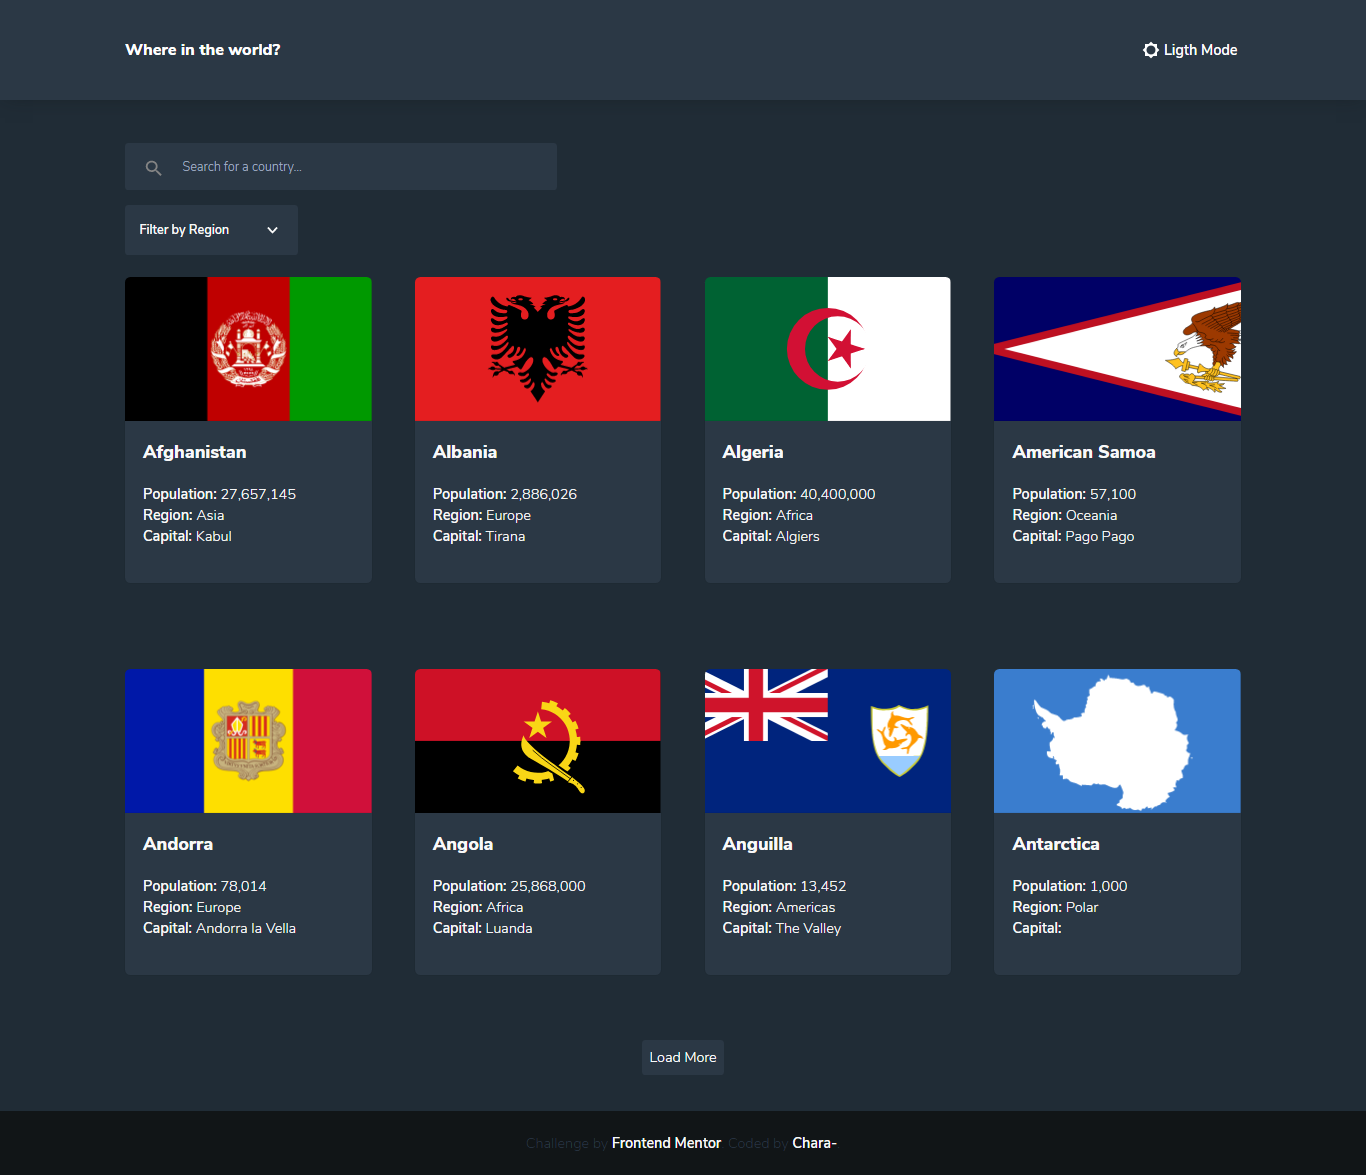 Where in the world?
Ligth Mode
Search for a country...
Filter by Region
Afghanistan
Population: 27,657,145
Region: Asia
Capital: Kabul
Albania
Population: 2,886,026
Region: Europe
Capital: Tirana
Algeria
Population: 40,400,000
Region: Africa
Capital: Algiers
American Samoa
Population: 57,100
Region: Oceania
Capital: Pago Pago
Andorra
Population: 78,014
Region: Europe
Capital: Andorra la Vella
Angola
Population: 25,868,000
Region: Africa
Capital: Luanda
Anguilla
Population: 13,452
Region: Americas
Capital: The Valley
Antarctica
Population: 1,000
Region: Polar
Capital:
Load More
Challenge by Frontend Mentor Coded by Chara-